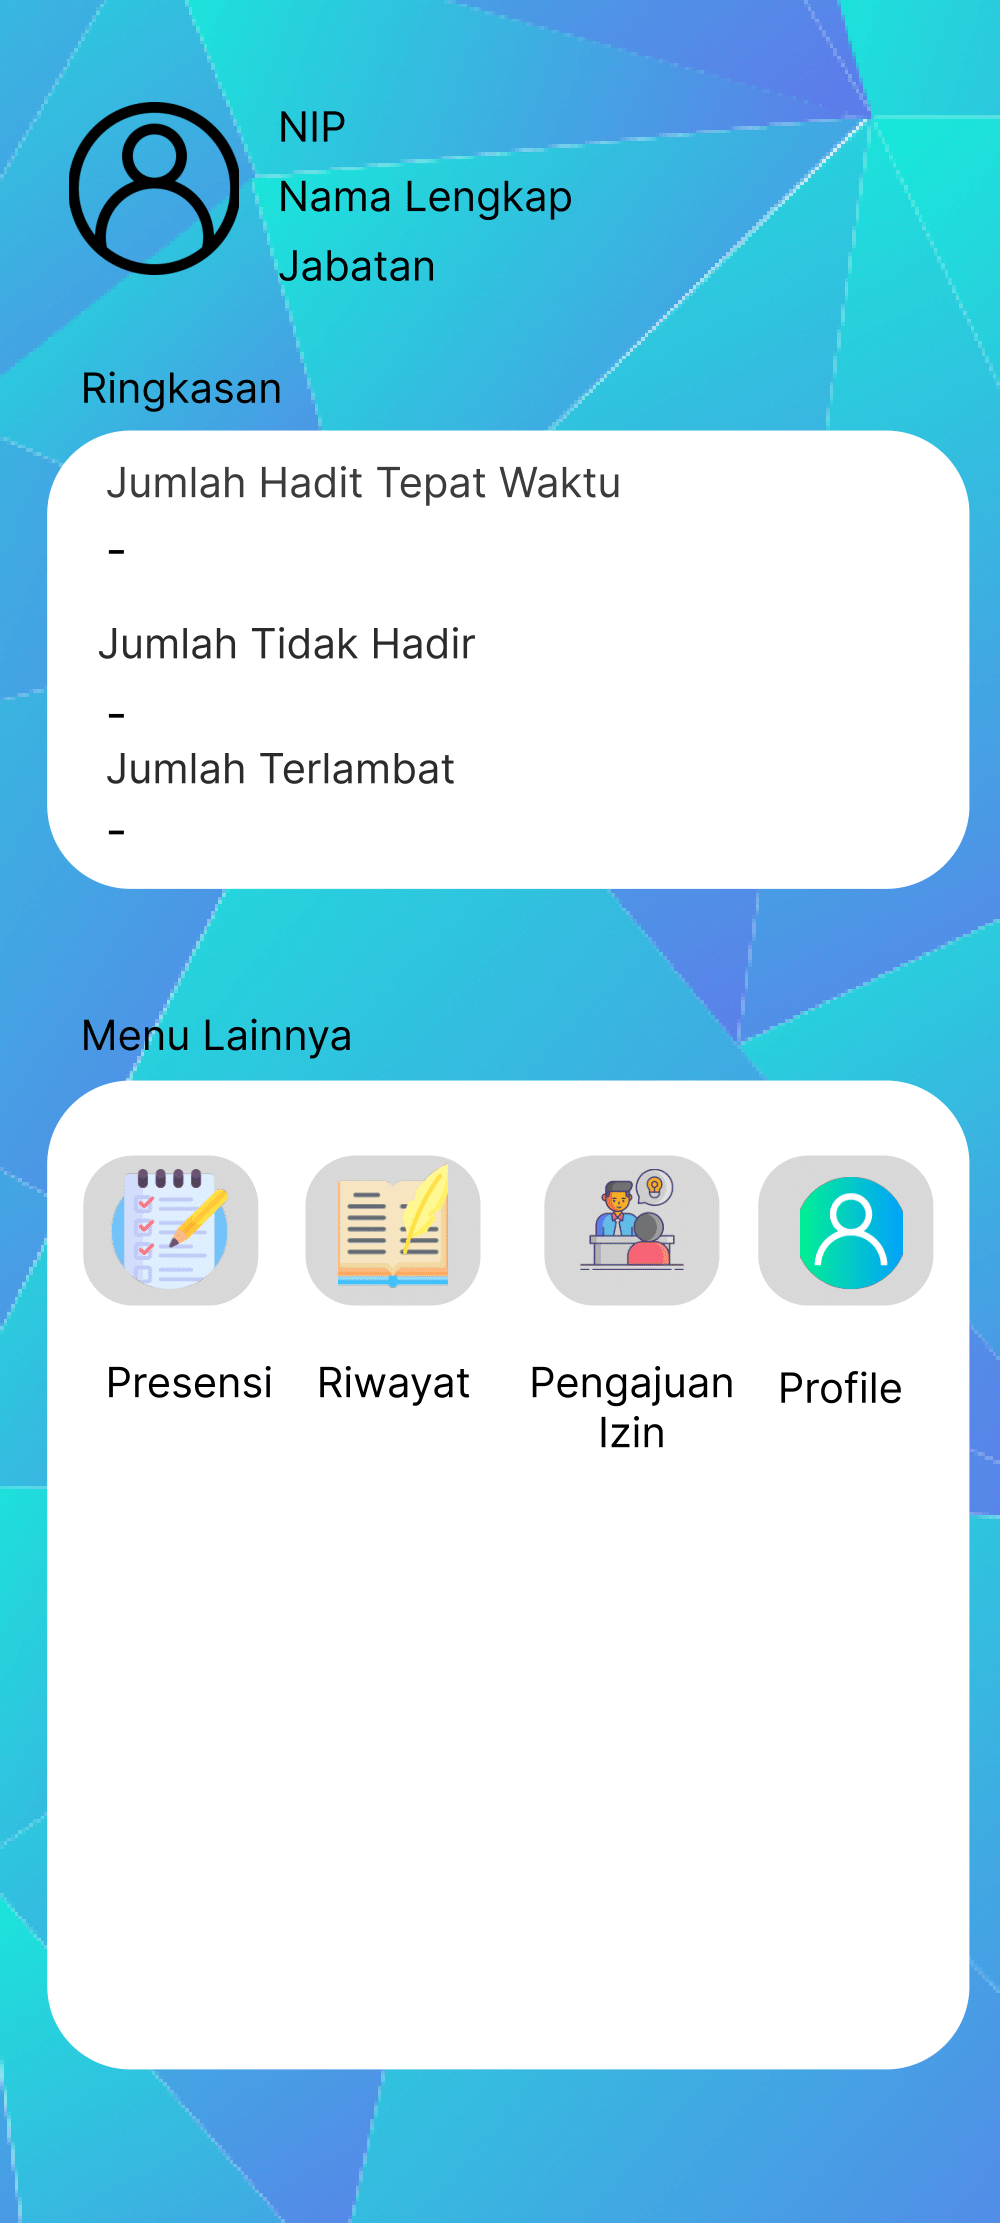 NIP
Nama Lengkap
Jabatan
Ringkasan
Jumlah Hadit Tepat Waktu
-
Jumlah Tidak Hadir
-
Jumlah Terlambat
-
Menu Lainnya
Presensi
Riwayat
Pengajuan
Izin
Profile